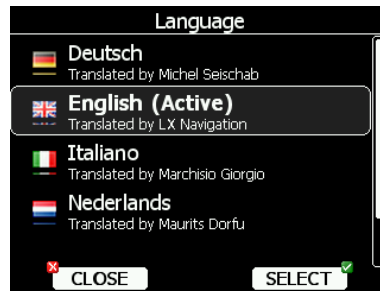 Language
Deutsch
Translated by Michel Seischab
English (Active)
Translated by LX Navigation
Italiano
Translated by Marchisio Giorgio
Nederlands
Translated by Maurits Dorfu
CLOSE
SELECT